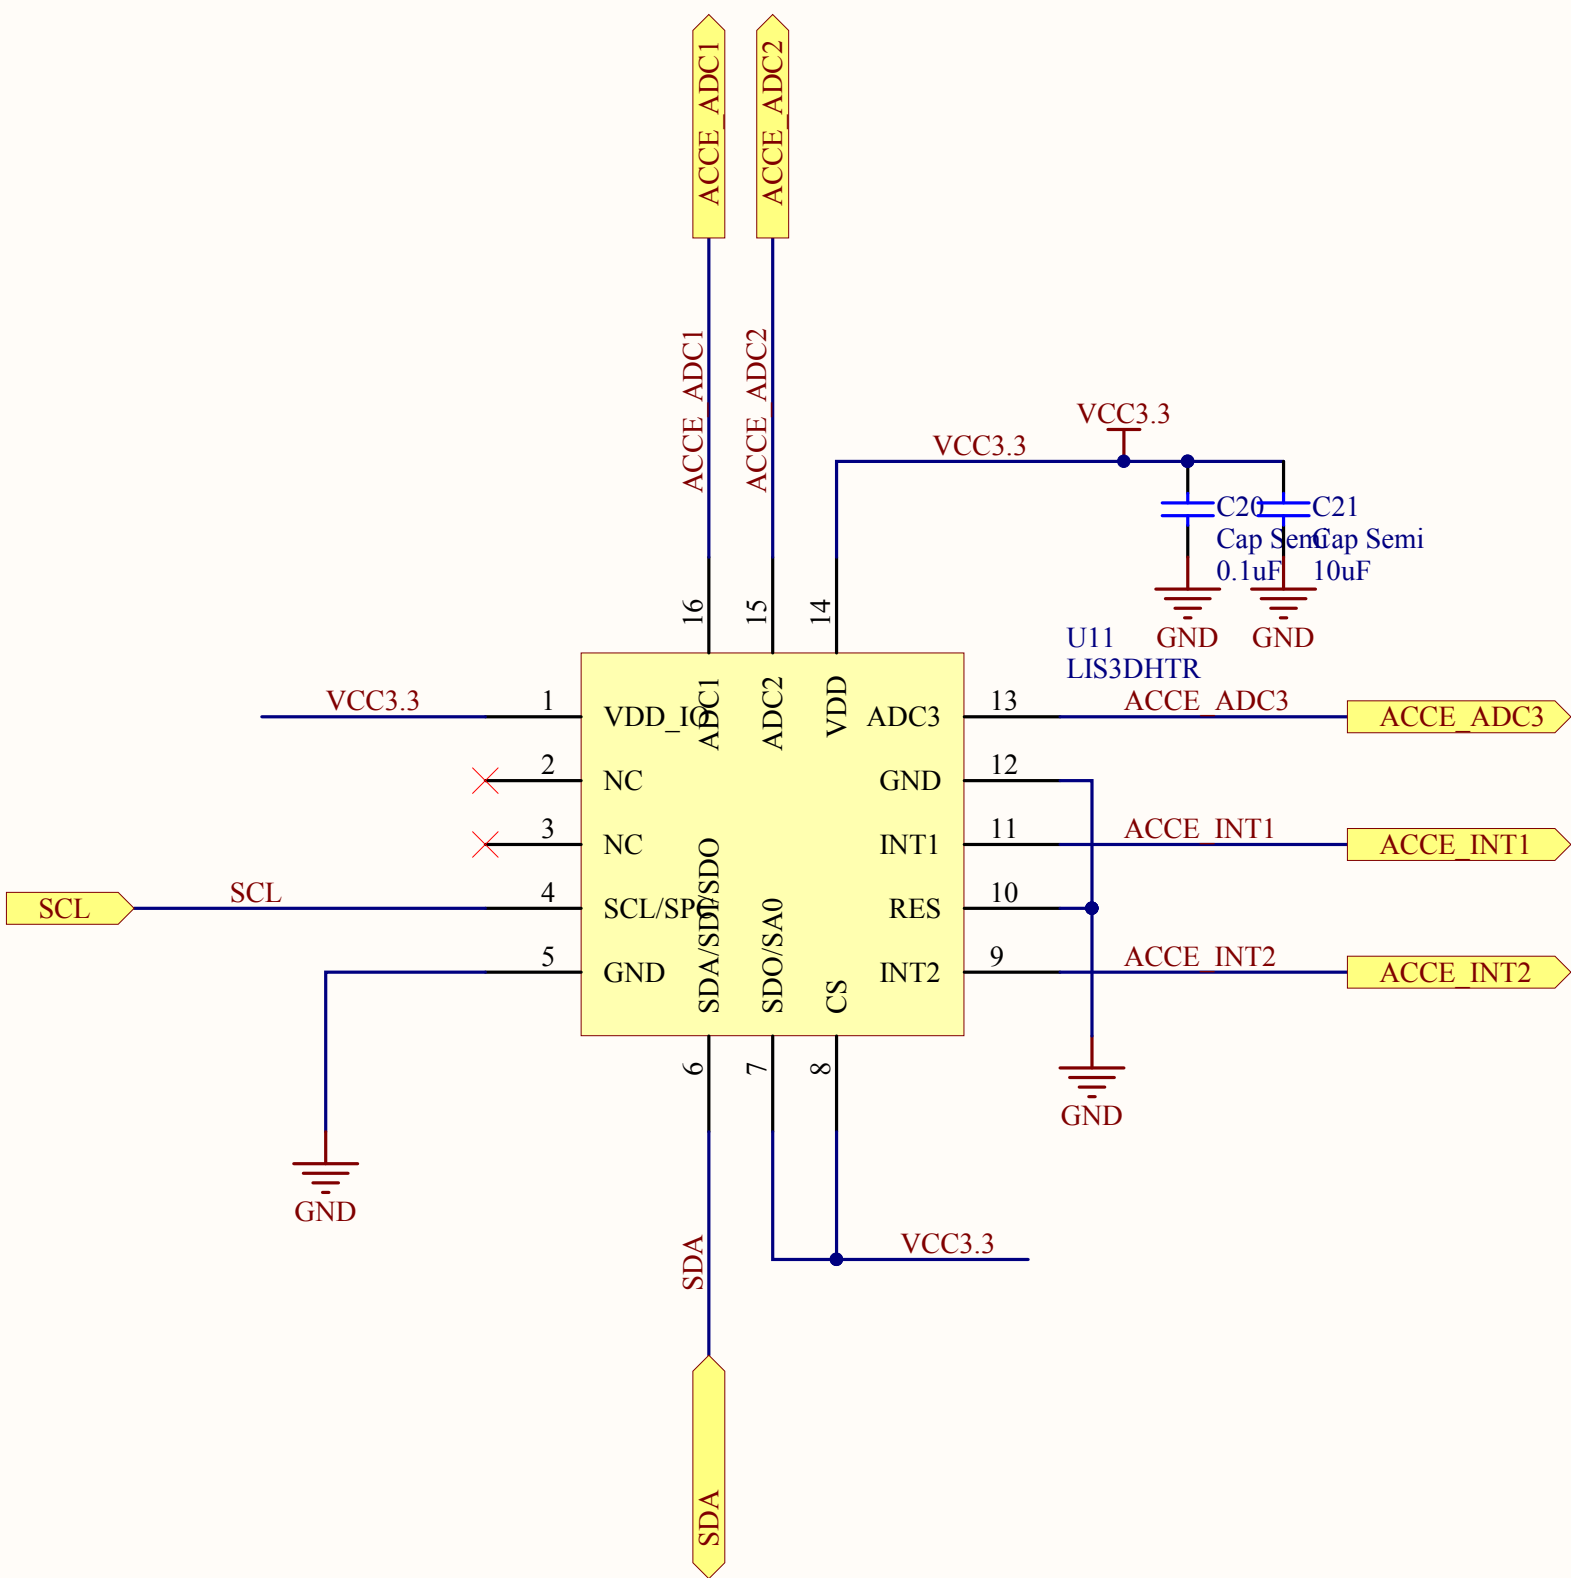 ACCE_ADC1
ACCE_ADC2
ACCE_ADC1
ACCE_ADC2
VCC3.3
VCC3.3
C20
Cap Semi
0.1uF
C21
Cap Semi
10uF
GND
GND
U11
LIS3DHTR
16
15
14
ADC1
ADC2
VDD
VCC3.3
1
VDD_IO
2
NC
3
NC
SCL
SCL
4
SCL/SPC
5
GND
GND
ADC3
13
ACCE_ADC3
ACCE_ADC3
GND
12
INT1
11
ACCE_INT1
ACCE_INT1
RES
10
INT2
9
ACCE_INT2
ACCE_INT2
GND
SDA/SDI/SDO
SDO/SA0
CS
6
7
8
VCC3.3
SDA
SDA